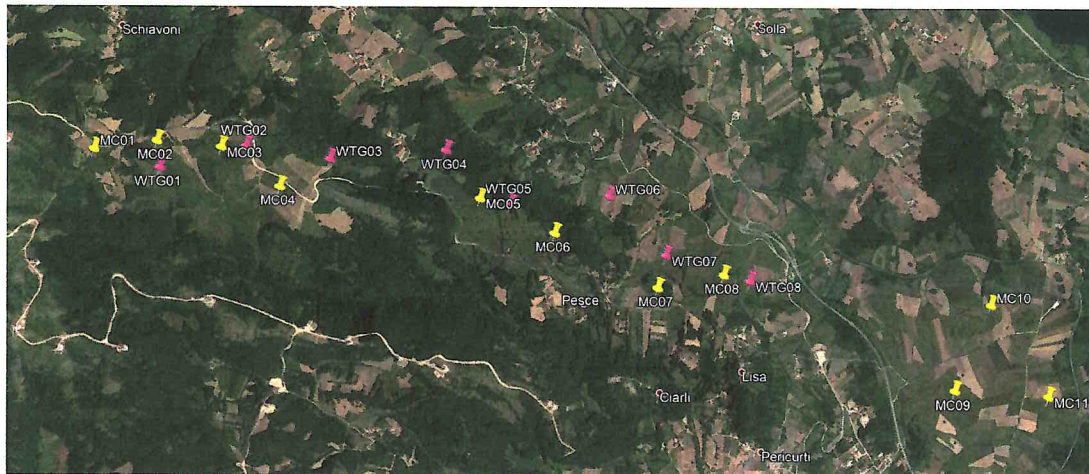 Schiavoni
Solla
MC01
MC02
WTG02
MC03
WTG03
WTG04
WTG01
MC04
WTG05
MC05
WTG06
MC06
WTG07
MC07
MC08
WTG08
Pesce
MC10
Lisa
Ciarli
MC09
MC11
Pericurti